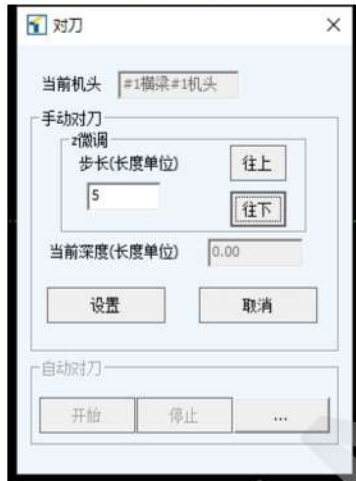 对刀
当前机头 #1横梁#1机头
手动对刀
z微调
步长(长度单位) 往上
5
往下
当前深度(长度单位) 0.00
设置 取消
自动对刀
开始 停止 ...